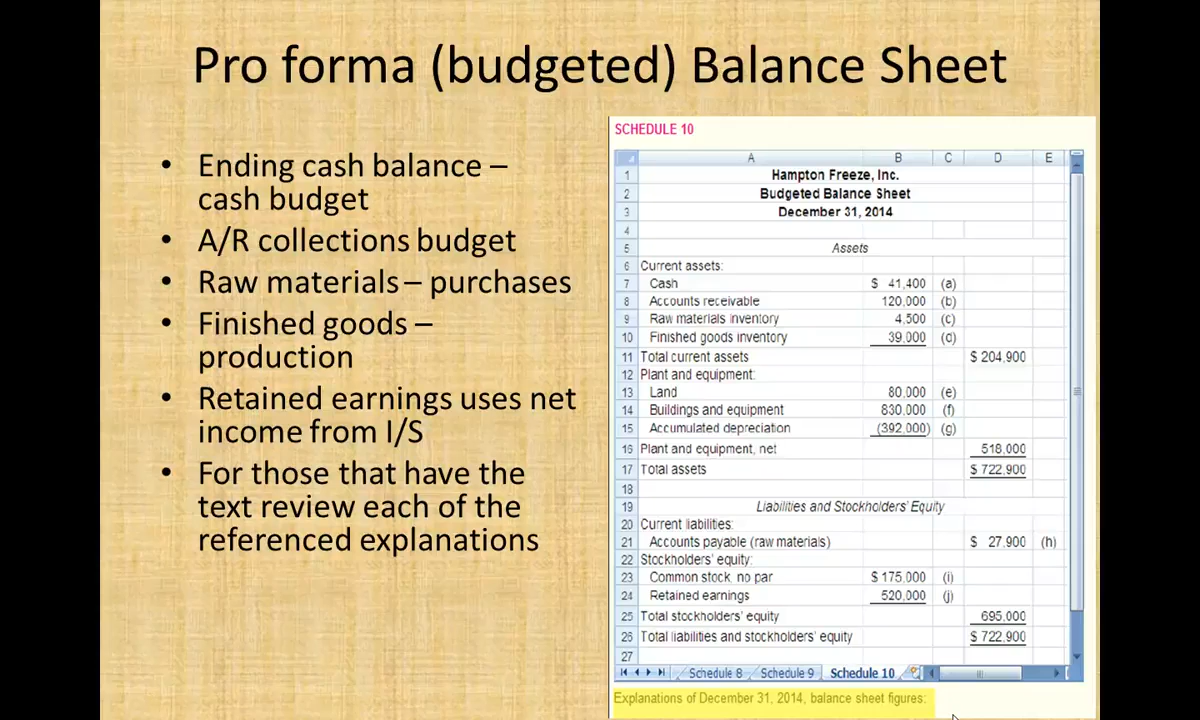 Pro forma (budgeted) Balance Sheet
• Ending cash balance –
cash budget
• A/R collections budget
• Raw materials – purchases
• Finished goods –
production
• Retained earnings uses net
income from I/S
• For those that have the
text review each of the
referenced explanations
SCHEDULE 10
A B C D E
1 Hampton Freeze, Inc.
2 Budgeted Balance Sheet
3 December 31, 2014
4
5 Assets
6 Current assets:
7 Cash $ 41,400 (a)
8 Accounts receivable 120,000 (b)
9 Raw materials inventory 4,500 (c)
10 Finished goods inventory 39,000 (d)
11 Total current assets $ 204,900
12 Plant and equipment:
13 Land 80,000 (e)
14 Buildings and equipment 830,000 (f)
15 Accumulated depreciation (392,000) (g)
16 Plant and equipment, net 518,000
17 Total assets $ 722,900
18
19 Liabilities and Stockholders' Equity
20 Current liabilities:
21 Accounts payable (raw materials) $ 27,900 (h)
22 Stockholders' equity:
23 Common stock, no par $ 175,000 (i)
24 Retained earnings 520,000 (j)
25 Total stockholders' equity 695,000
26 Total liabilities and stockholders' equity $ 722,900
27
Schedule 8 Schedule 9 Schedule 10
Explanations of December 31, 2014, balance sheet figures: